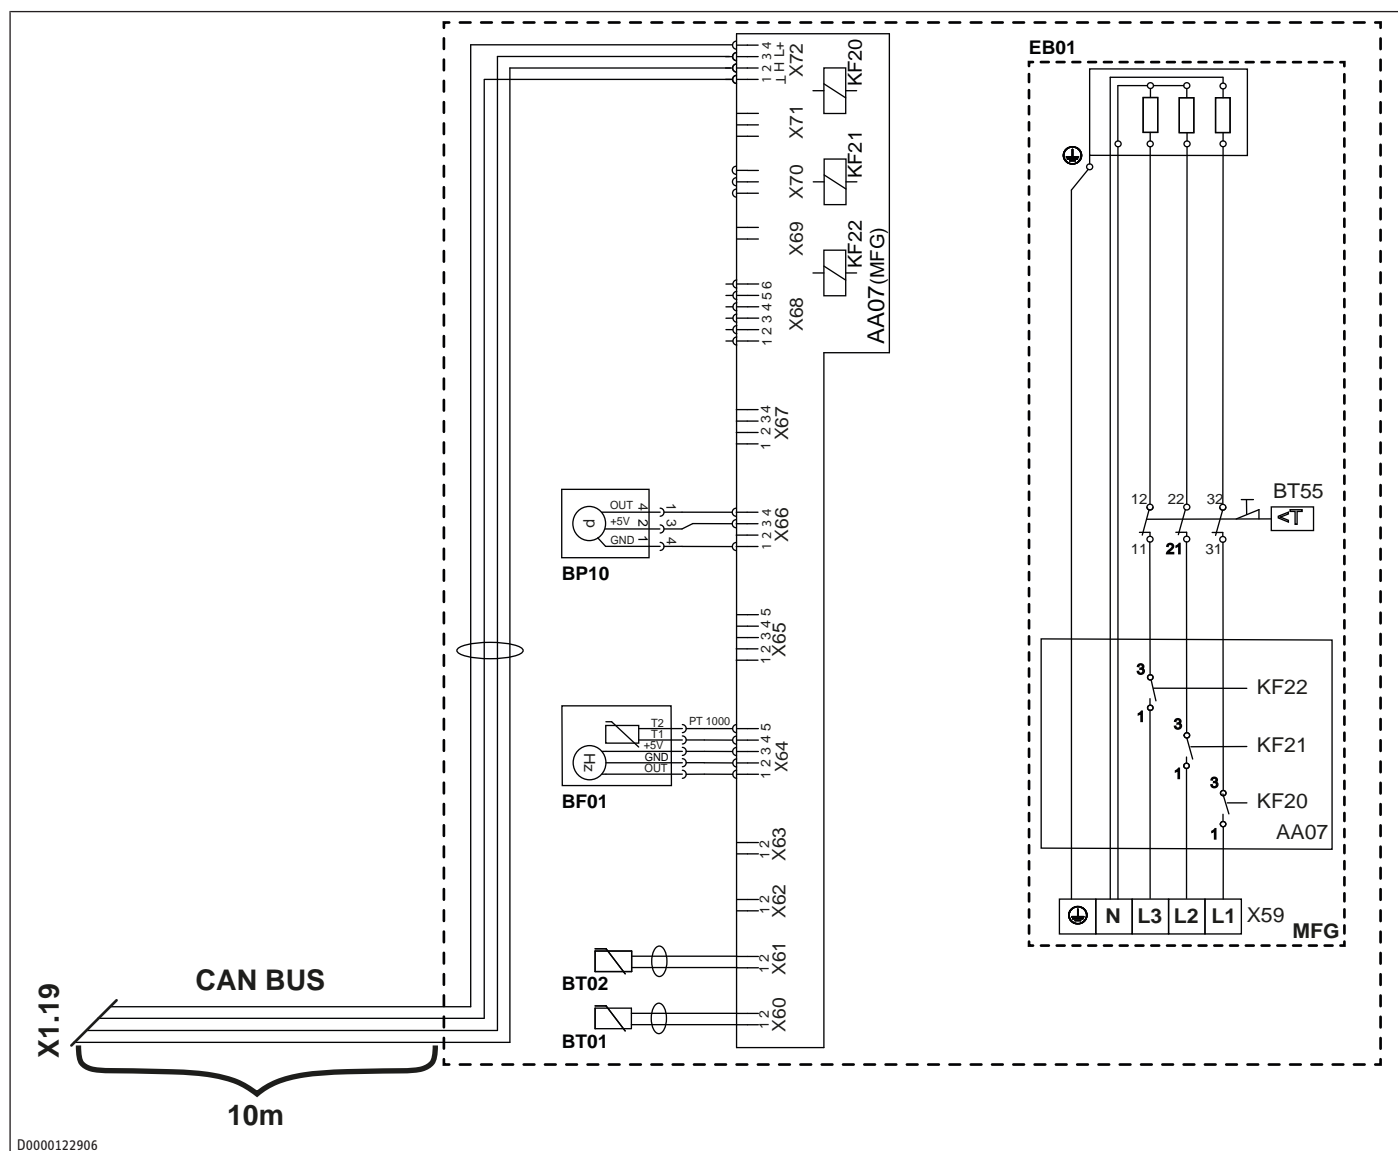 EB01
4 L+
3
2 H
1 ⊥
X72
KF20
X71
KF21
X70
X69
KF22
AA07(MFG)
6
5
4
3
2
1
X68
4
3
2
1
X67
BT55
12
22
32
11
21
31
OUT 4 1
+5V 2 3
GND 1 4
p
4
3
2
1
X66
BP10
5
4
3
2
1
X65
3
1
KF22
3
1
KF21
3
1
KF20
AA07
T2 PT 1000
T1
+5V
GND
OUT
Hz
5
4
3
2
1
X64
BF01
2
1
X63
2
1
X62
N L3 L2 L1 X59
MFG
2
1
X61
BT02
2
1
X60
BT01
CAN BUS
X1.19
10m
D0000122906